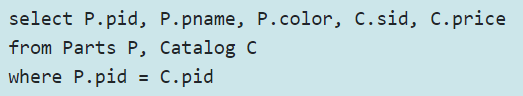 select P.pid, P.pname, P.color, C.sid, C.price
from Parts P, Catalog C
where P.pid = C.pid